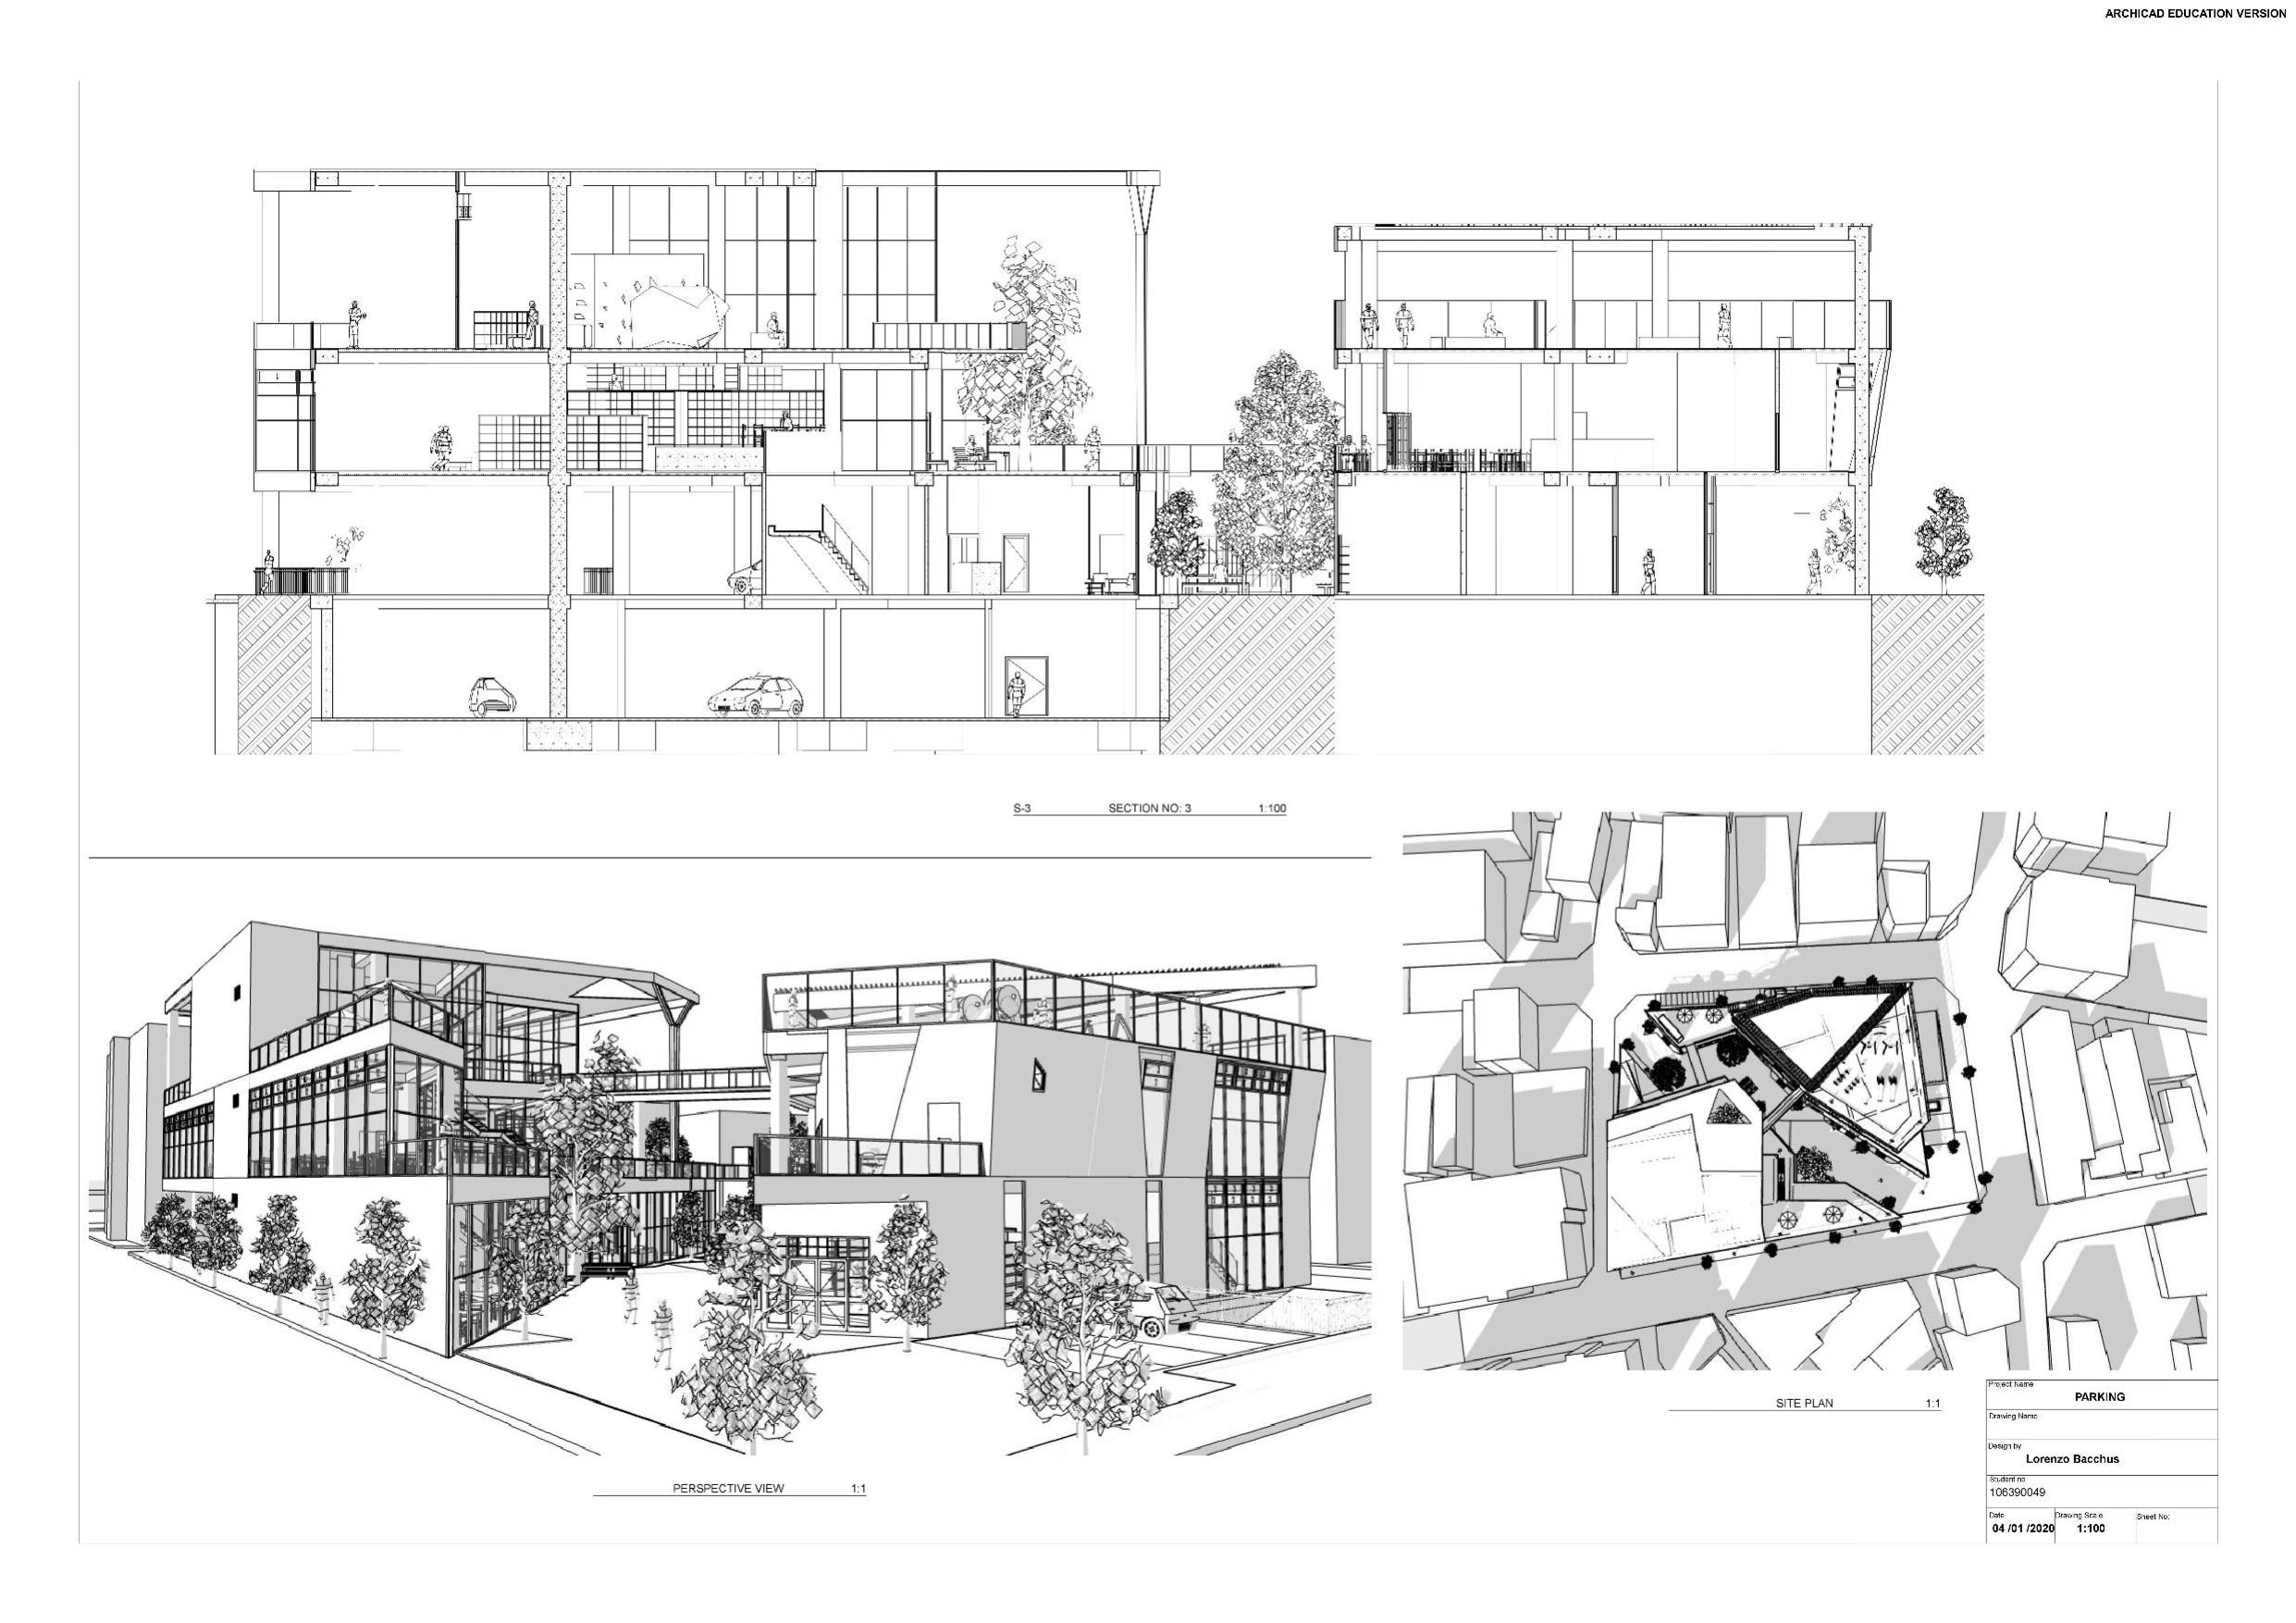 ARCHICAD EDUCATION VERSION
S-3 SECTION NO: 3 1:100
PERSPECTIVE VIEW 1:1
SITE PLAN 1:1
Project Name
PARKING
Drawing Name
Design by
Lorenzo Bacchus
Student no
106390049
Date Drawing Scale Sheet No:
04 /01 /2020 1:100